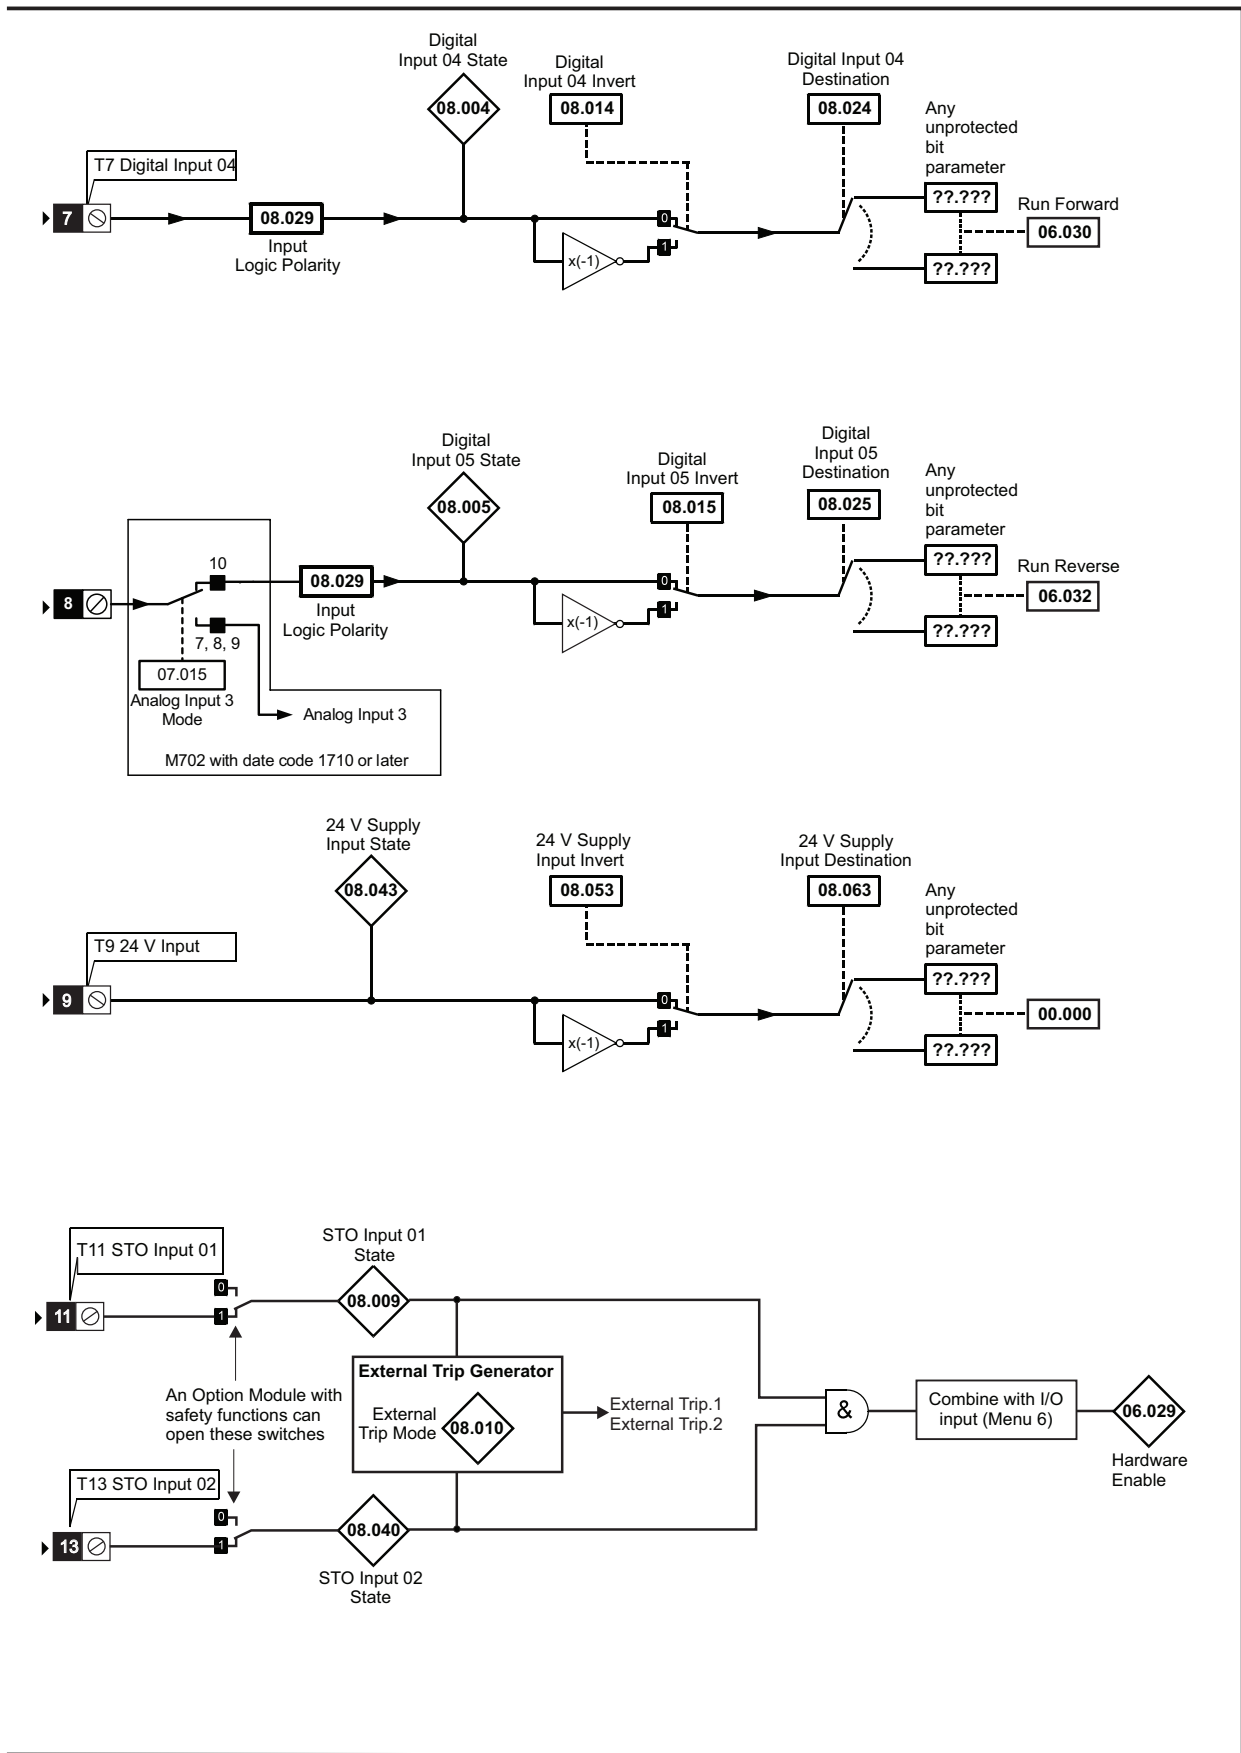 Digital
Input 04 State
08.004
Digital
Input 04 Invert
08.014
Digital Input 04
Destination
08.024
Any
unprotected
bit
parameter
T7 Digital Input 04
7
08.029
Input
Logic Polarity
0
1
x(-1)
??.???
??.???
Run Forward
06.030
Digital
Input 05 State
08.005
Digital
Input 05 Invert
08.015
Digital
Input 05
Destination
08.025
Any
unprotected
bit
parameter
8
10
7, 8, 9
07.015
Analog Input 3
Mode
Analog Input 3
M702 with date code 1710 or later
08.029
Input
Logic Polarity
0
1
x(-1)
??.???
??.???
Run Reverse
06.032
24 V Supply
Input State
08.043
24 V Supply
Input Invert
08.053
24 V Supply
Input Destination
08.063
Any
unprotected
bit
parameter
T9 24 V Input
9
0
1
x(-1)
??.???
??.???
00.000
T11 STO Input 01
11
0
1
STO Input 01
State
08.009
An Option Module with
safety functions can
open these switches
External Trip Generator
External
Trip Mode
08.010
External Trip.1
External Trip.2
&
Combine with I/O
input (Menu 6)
06.029
Hardware
Enable
T13 STO Input 02
13
0
1
08.040
STO Input 02
State